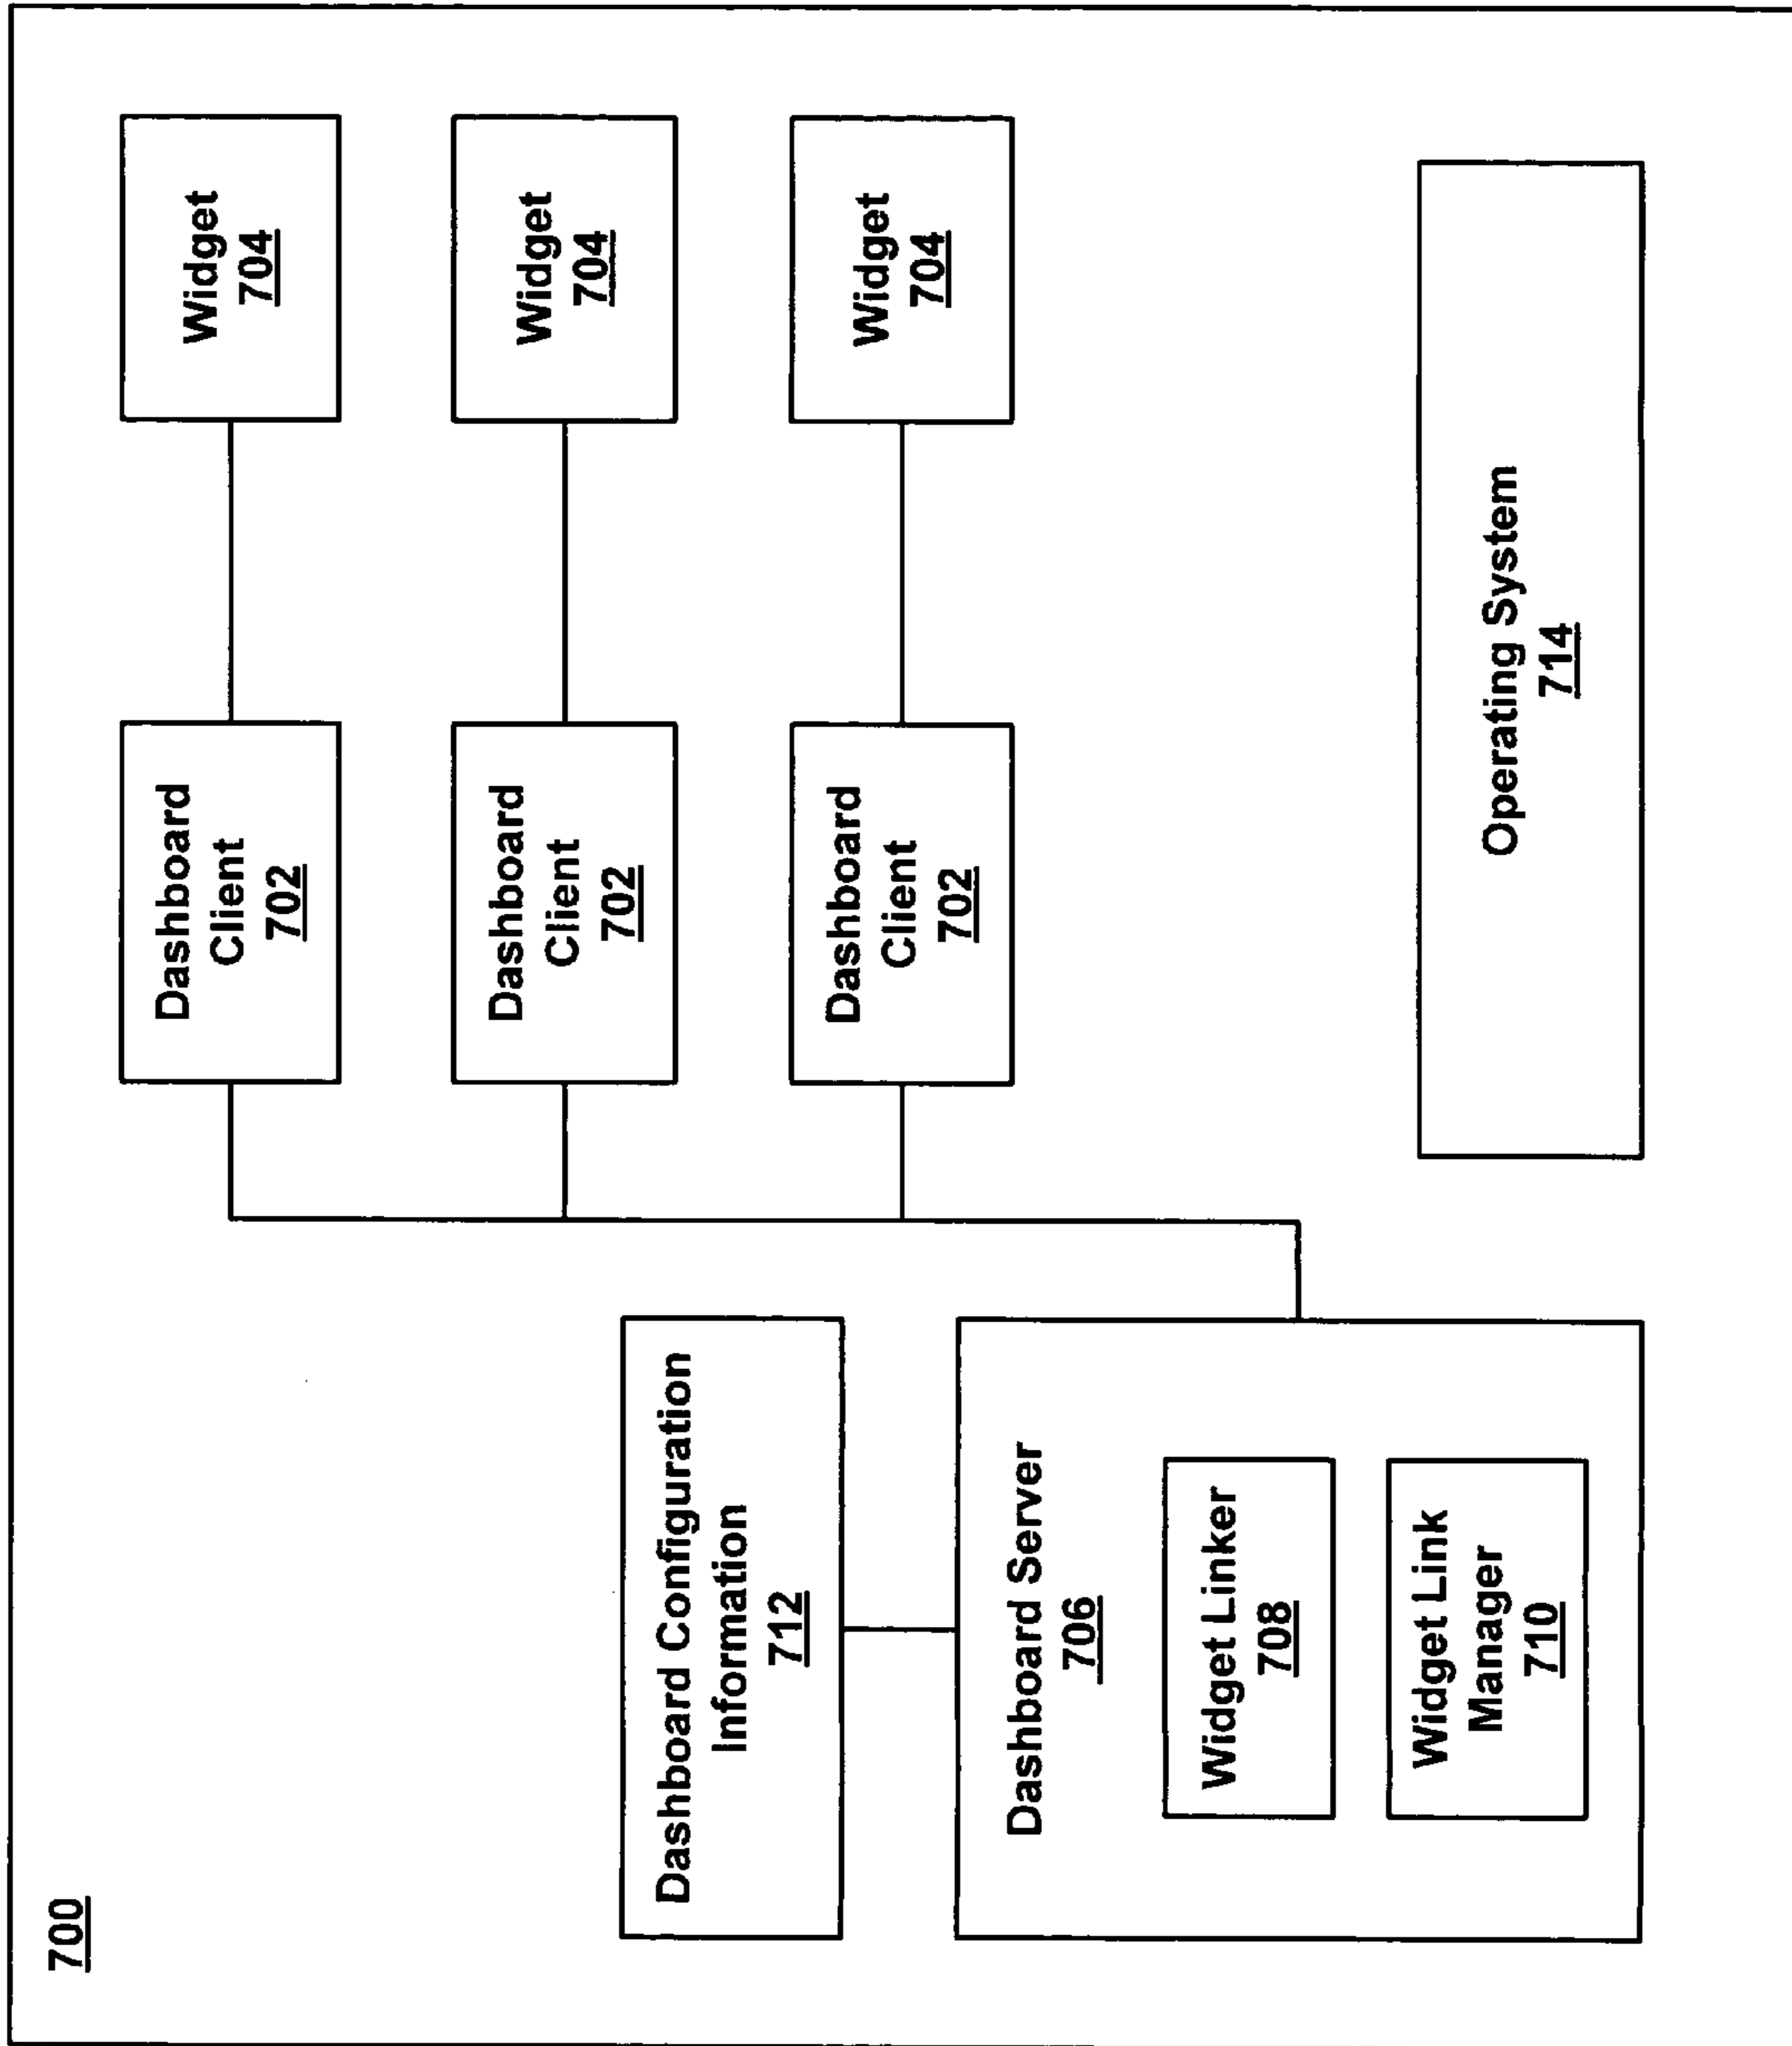 700
Dashboard Configuration
Information
712
Dashboard Server
706
Widget Linker
708
Widget Link
Manager
710
Dashboard
Client
702
Widget
704
Dashboard
Client
702
Widget
704
Dashboard
Client
702
Widget
704
Operating System
714